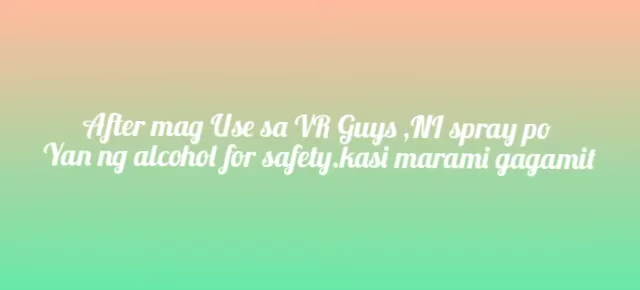 After mag Use sa VR Guys ,NI spray po
Yan ng alcohol for safety.kasi marami gagamit